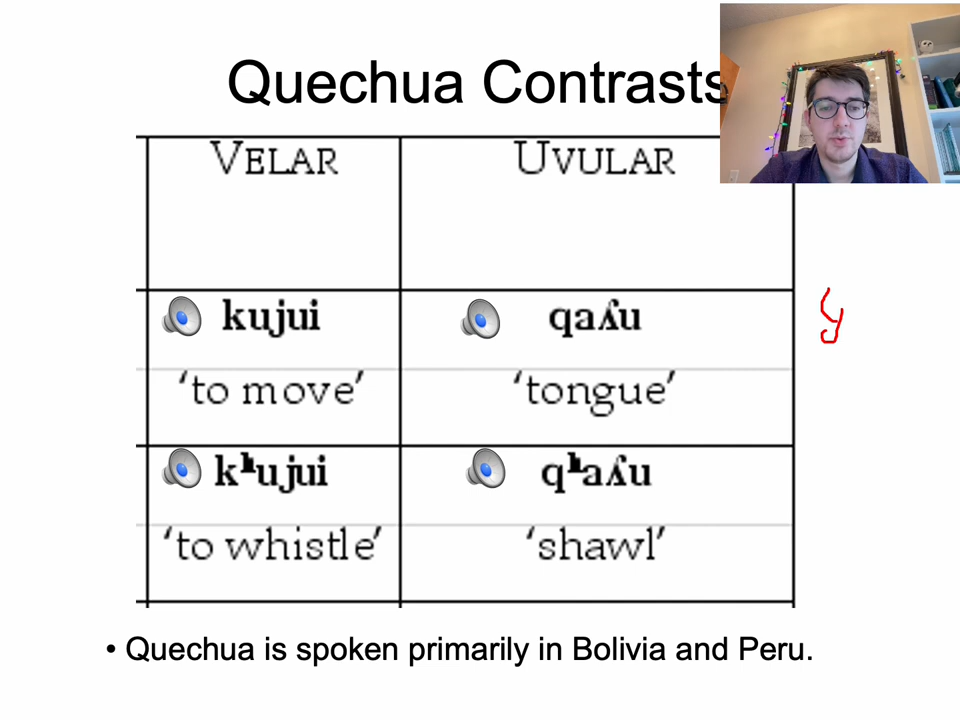 Quechua Contrasts
VELAR UVULAR
kujui qaʎu
‘to move’ ‘tongue’
kʰujui qʰaʎu
‘to whistle’ ‘shawl’
• Quechua is spoken primarily in Bolivia and Peru.